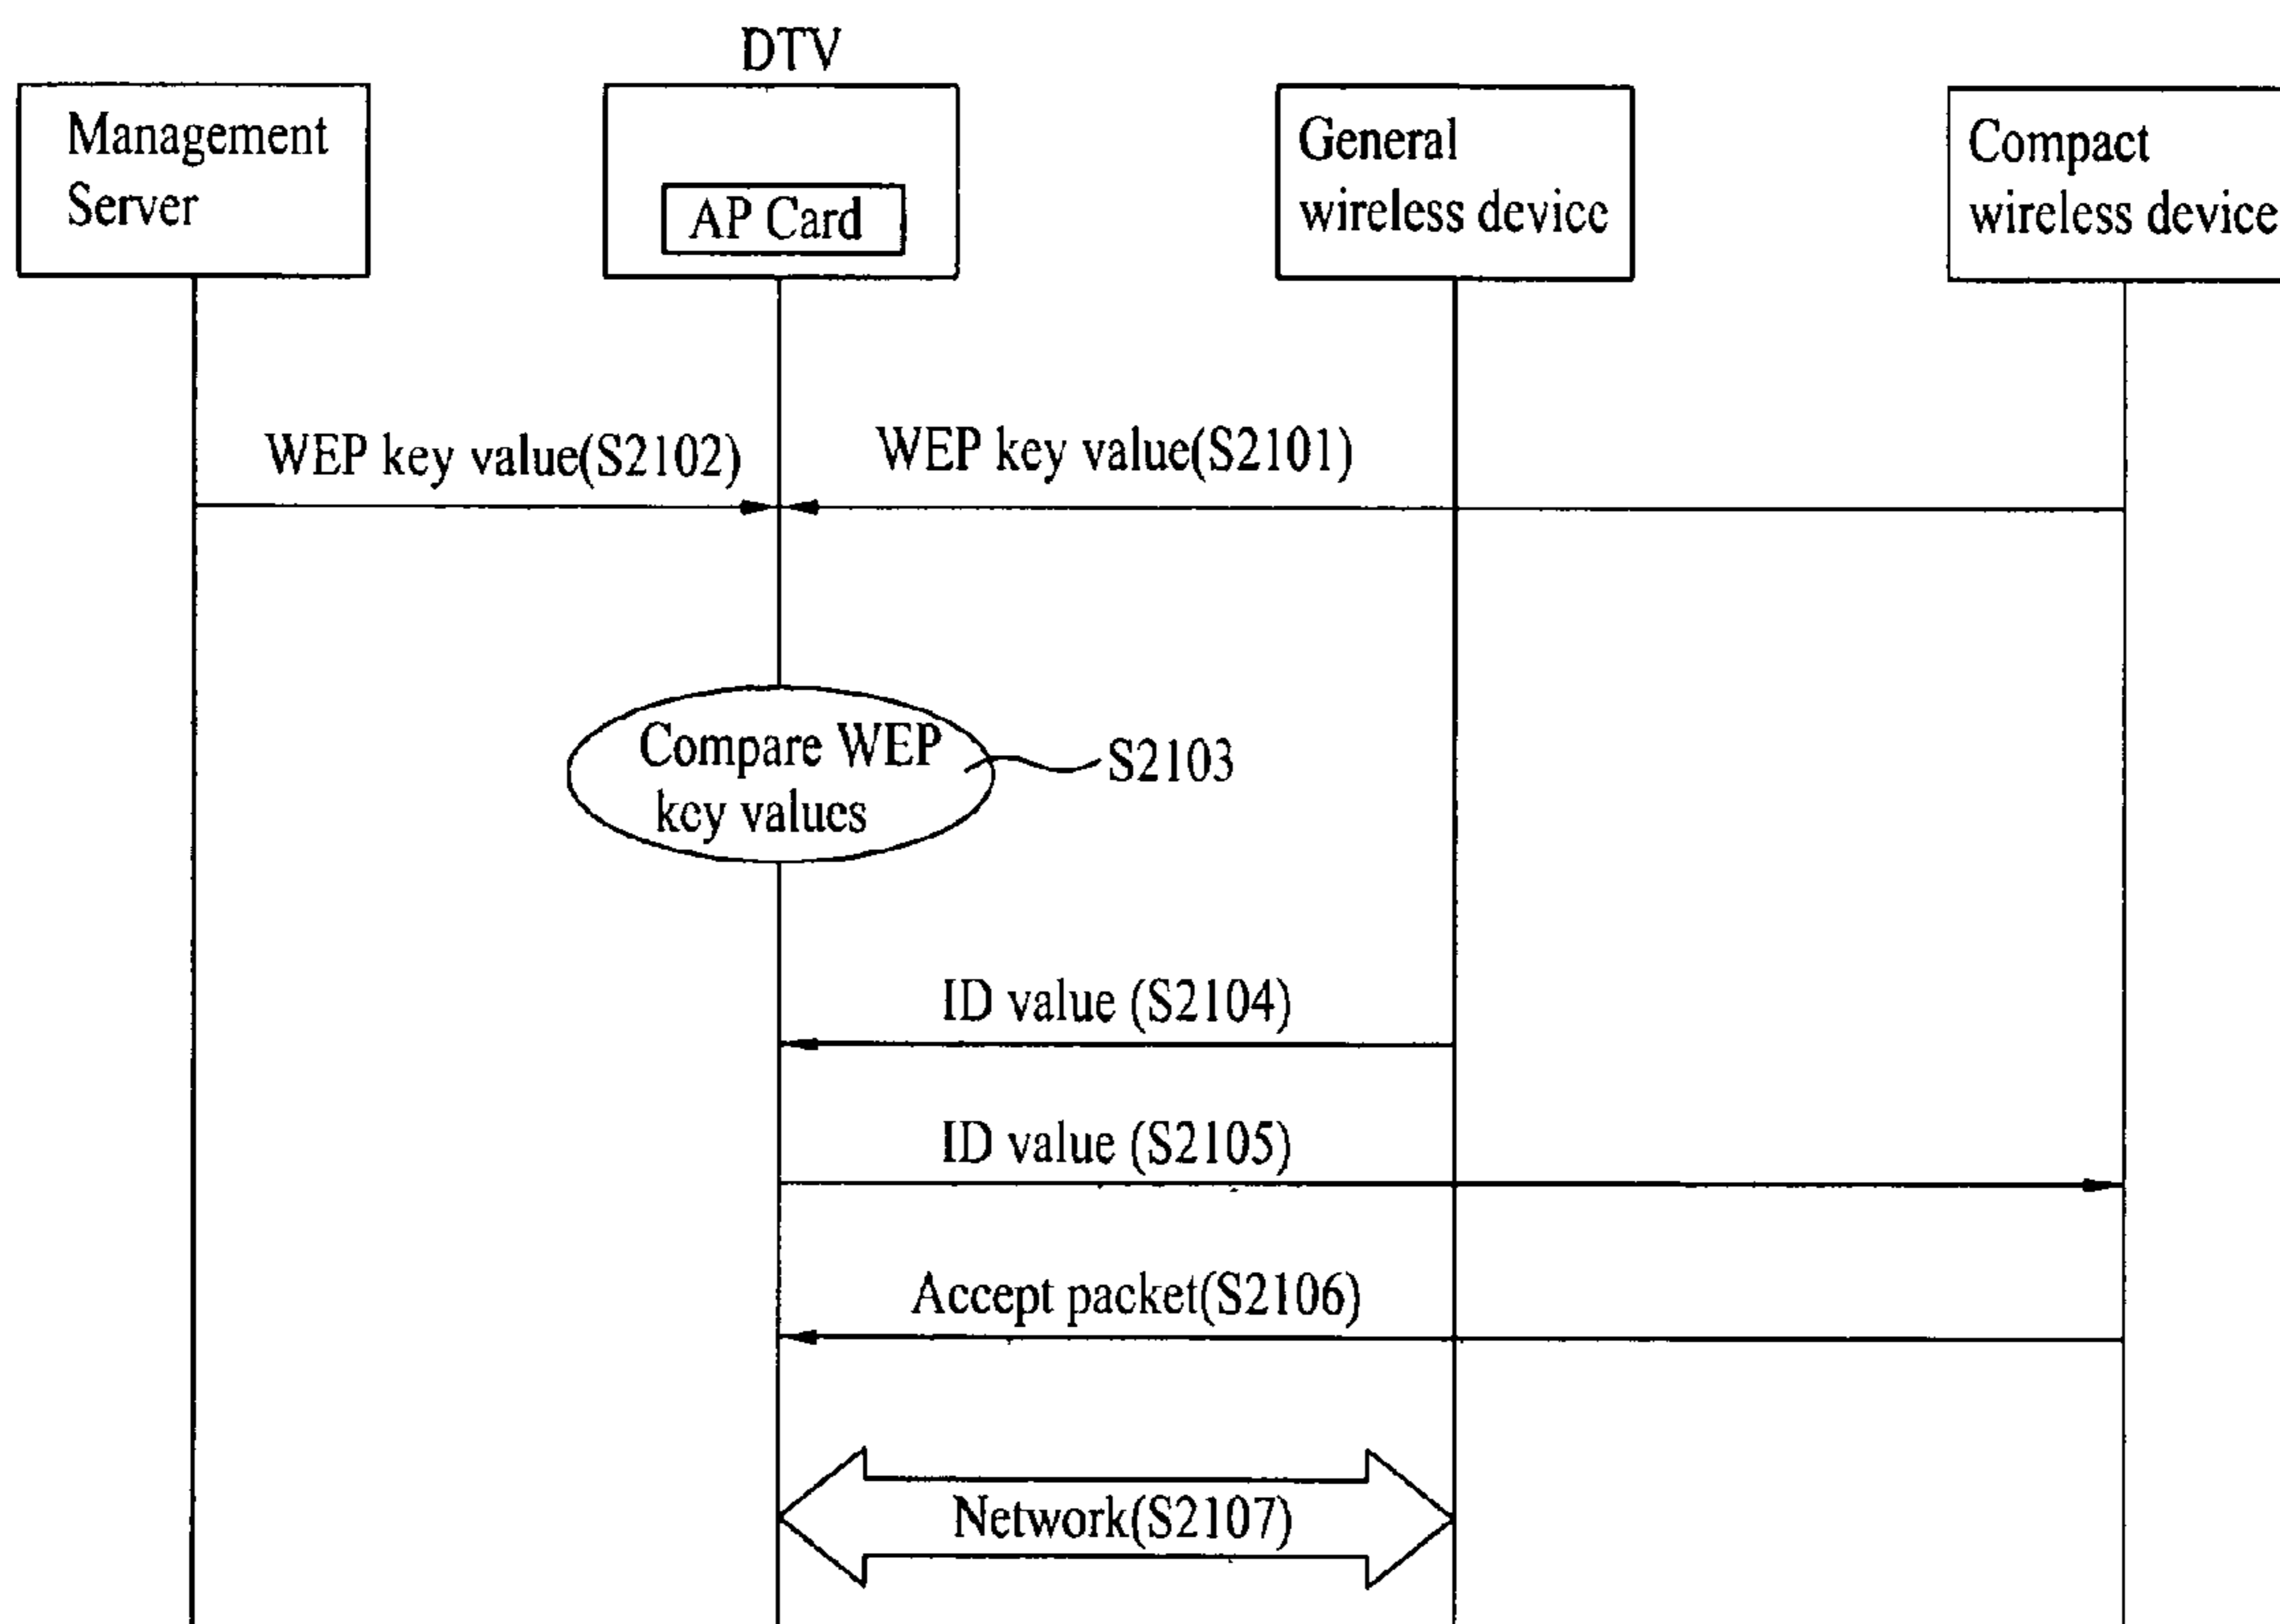 DTV
Management
Server
AP Card
General
wireless device
Compact
wireless device
WEP key value(S2102)
WEP key value(S2101)
Compare WEP
key values
S2103
ID value (S2104)
ID value (S2105)
Accept packet(S2106)
Network(S2107)